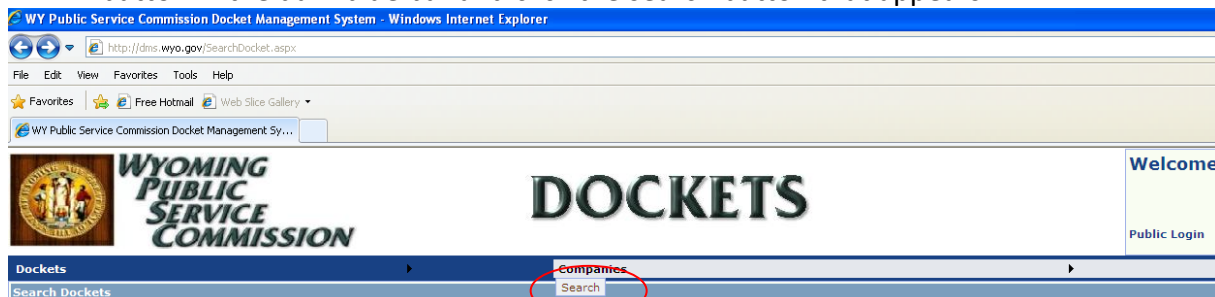 WY Public Service Commission Docket Management System - Windows Internet Explorer
http://dms.wyo.gov/SearchDocket.aspx
File Edit View Favorites Tools Help
Favorites Free Hotmail Web Slice Gallery
WY Public Service Commission Docket Management Sy...
WYOMING
PUBLIC
SERVICE
COMMISSION
DOCKETS
Welcome
Public Login
Dockets Companies
Search Dockets Search